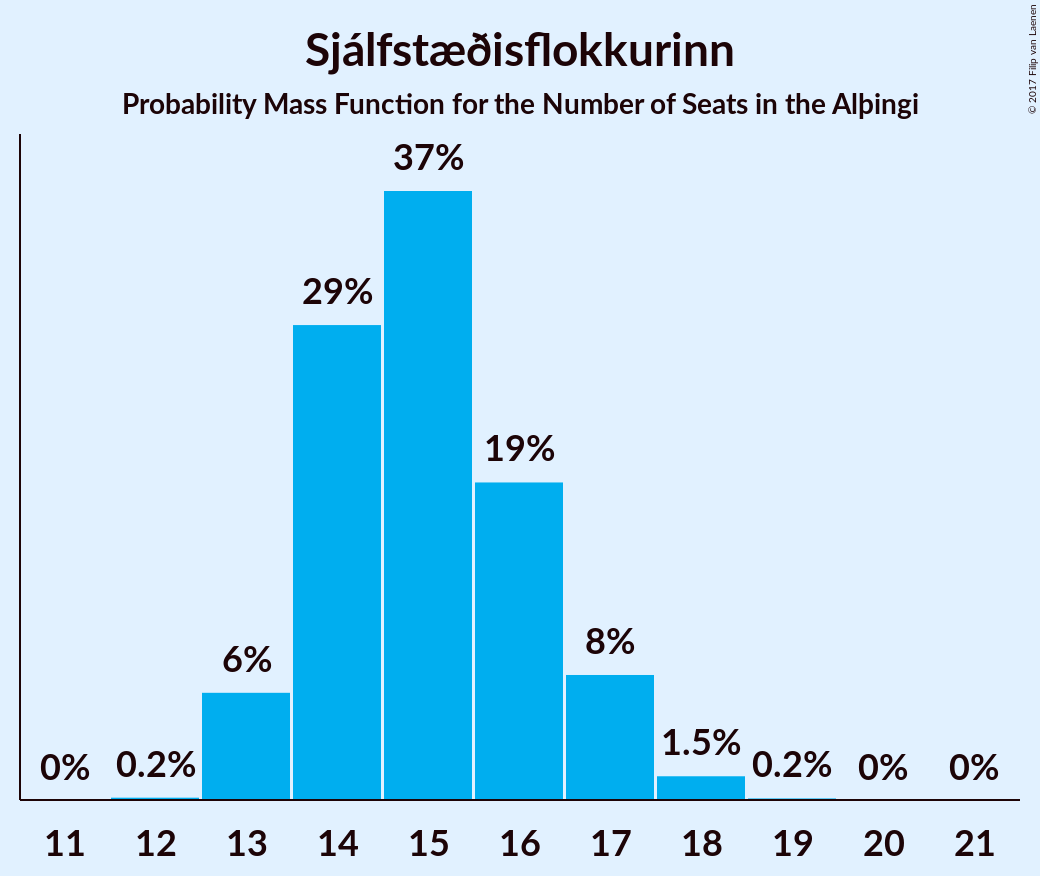 Sjálfstæðisflokkurinn
Probability Mass Function for the Number of Seats in the Alþingi
© 2017 Filip van Laenen
37%
29%
19%
8%
6%
1.5%
0% 0.2% 0.2% 0% 0%
11 12 13 14 15 16 17 18 19 20 21